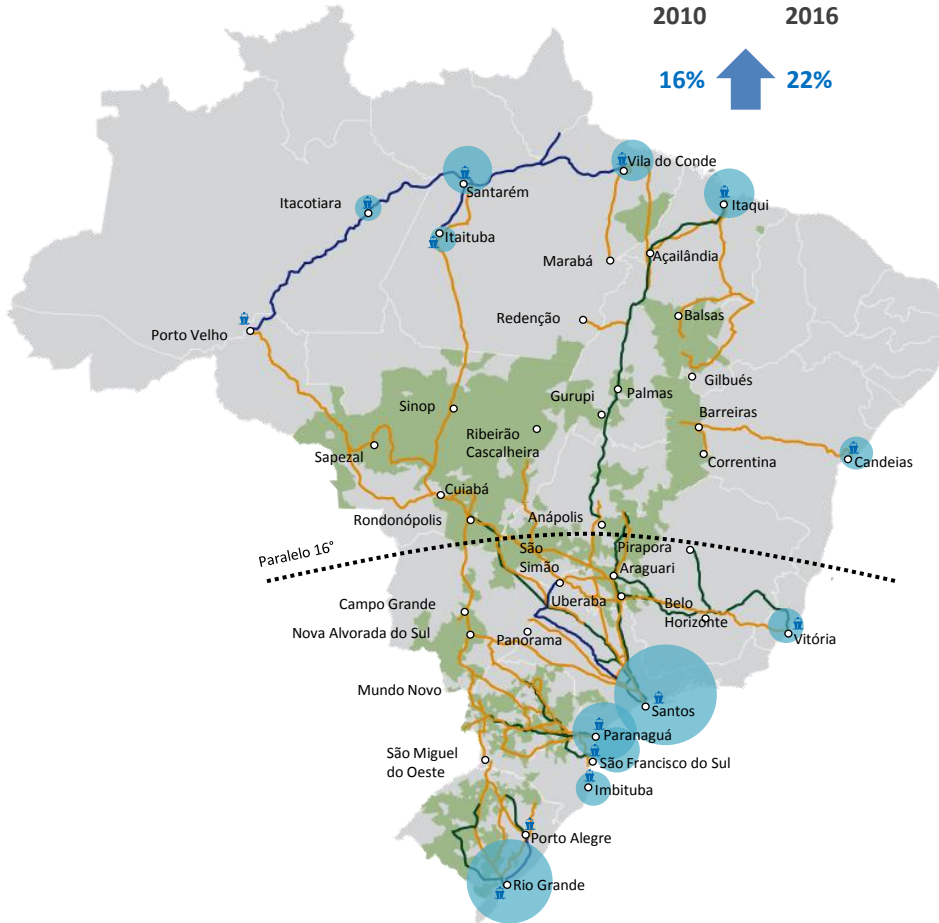 2010 2016
16% 22%
Vila do Conde
Santarém
Itacotiara
Itaqui
Itaituba
Açailândia
Marabá
Redenção
Balsas
Porto Velho
Gilbués
Palmas
Gurupi
Sinop
Barreiras
Ribeirão
Cascalheira
Sapezal
Correntina
Candeias
Cuiabá
Rondonópolis
Anápolis
Paralelo 16°
São
Simão
Pirapora
Araguari
Uberaba
Belo
Horizonte
Campo Grande
Nova Alvorada do Sul
Panorama
Vitória
Mundo Novo
Santos
Paranaguá
São Miguel
do Oeste
São Francisco do Sul
Imbituba
Porto Alegre
Rio Grande